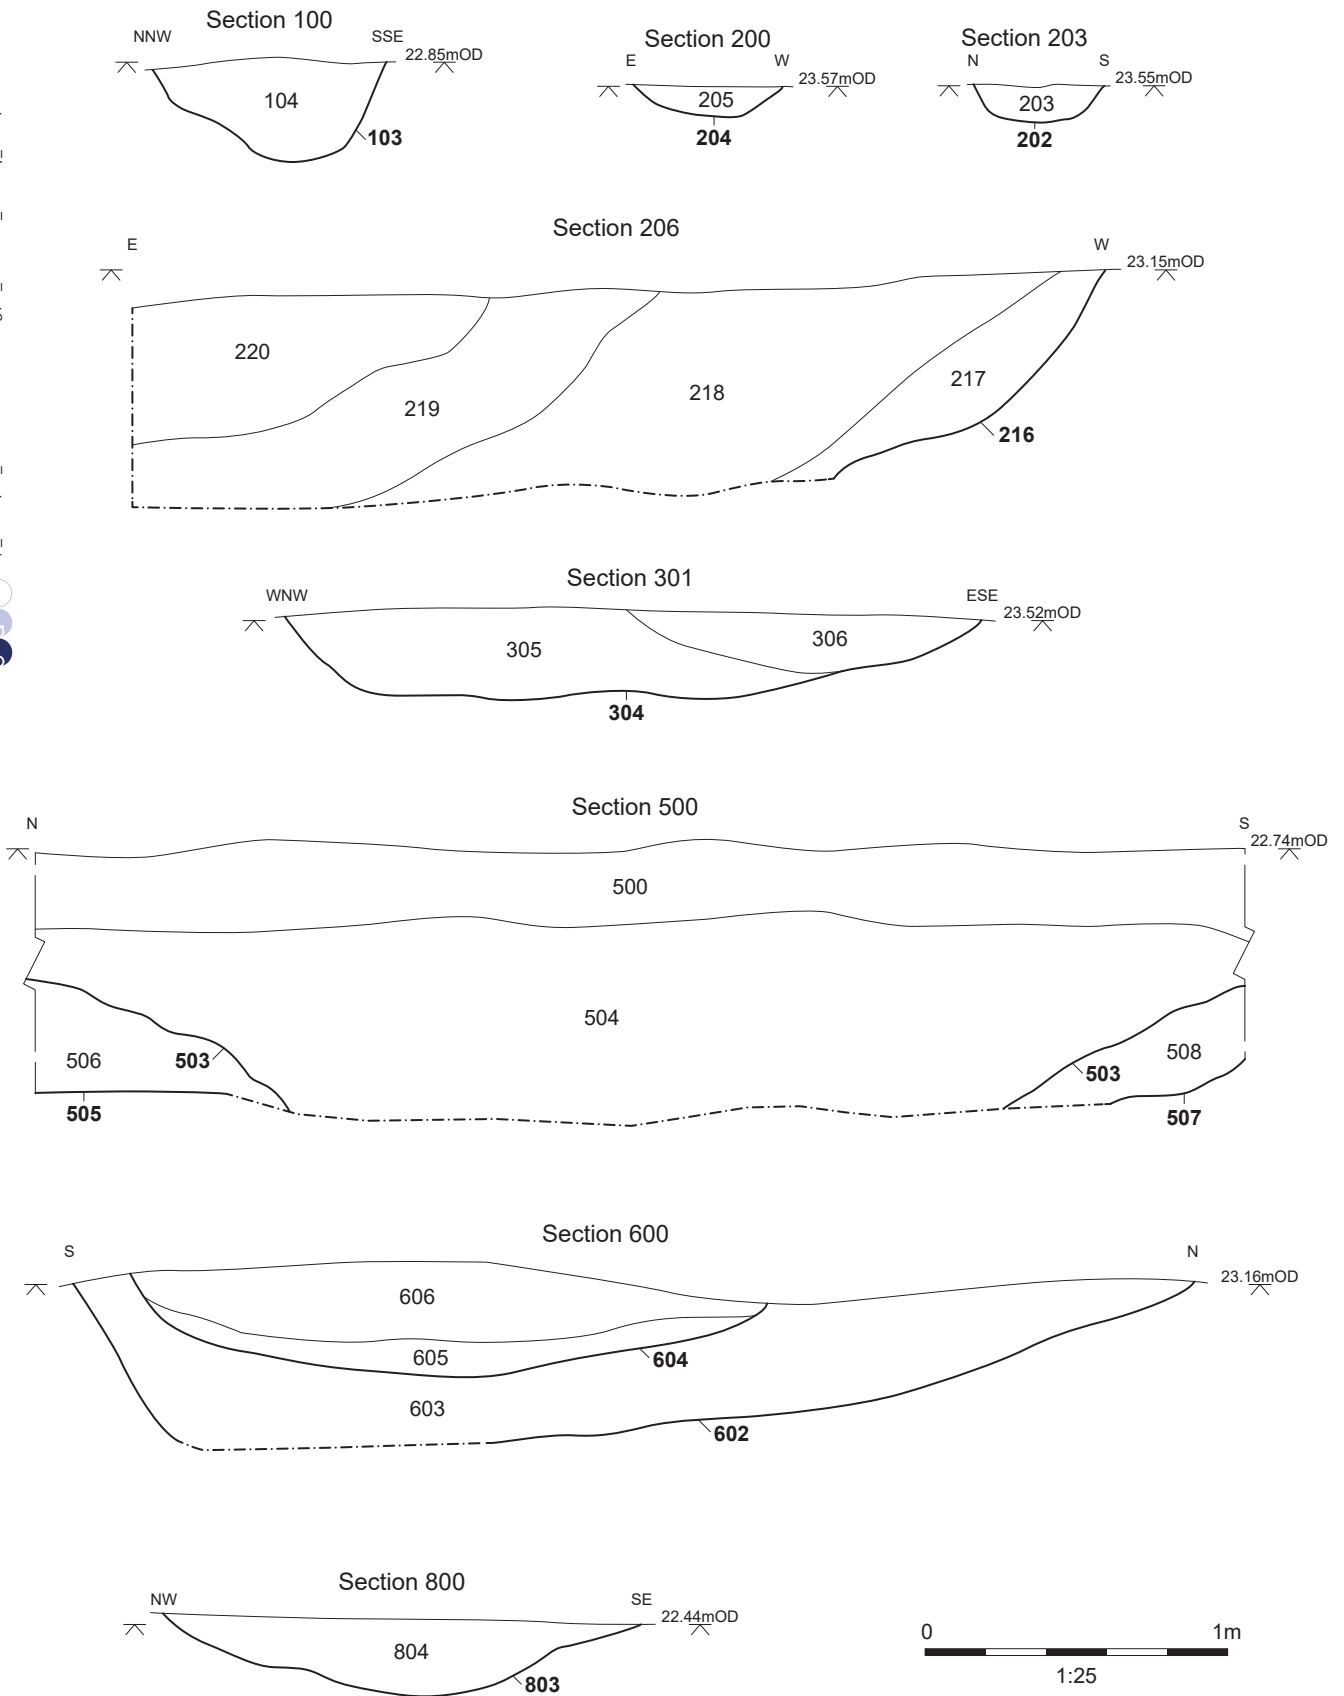 Section 100
NNW SSE 22.85mOD
104
103
Section 200
E W 23.57mOD
205
204
Section 203
N S 23.55mOD
203
202
Section 206
E W 23.15mOD
220
219
218
217
216
Section 301
WNW ESE 23.52mOD
305
306
304
Section 500
N S 22.74mOD
500
504
506
503
505
508
503
507
Section 600
S N 23.16mOD
606
605
604
603
602
Section 800
NW SE 22.44mOD
804
803
0 1m
1:25